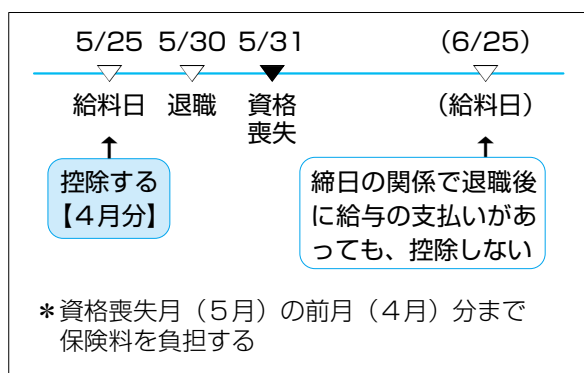 5/25 5/30 5/31 (6/25)
給料日 退職 資格喪失 (給料日)
控除する
【4月分】
締日の関係で退職後
に給与の支払いがあ
っても、控除しない
＊資格喪失月（5月）の前月（4月）分まで
保険料を負担する